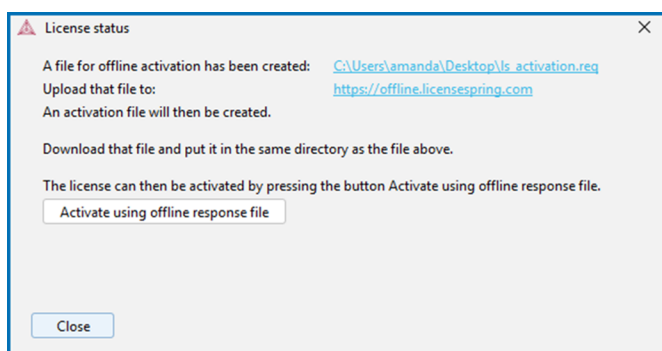 License status
A file for offline activation has been created: C:\Users\amanda\Desktop\ls_activation.req
Upload that file to: https://offline.licensespring.com
An activation file will then be created.
Download that file and put it in the same directory as the file above.
The license can then be activated by pressing the button Activate using offline response file.
Activate using offline response file
Close